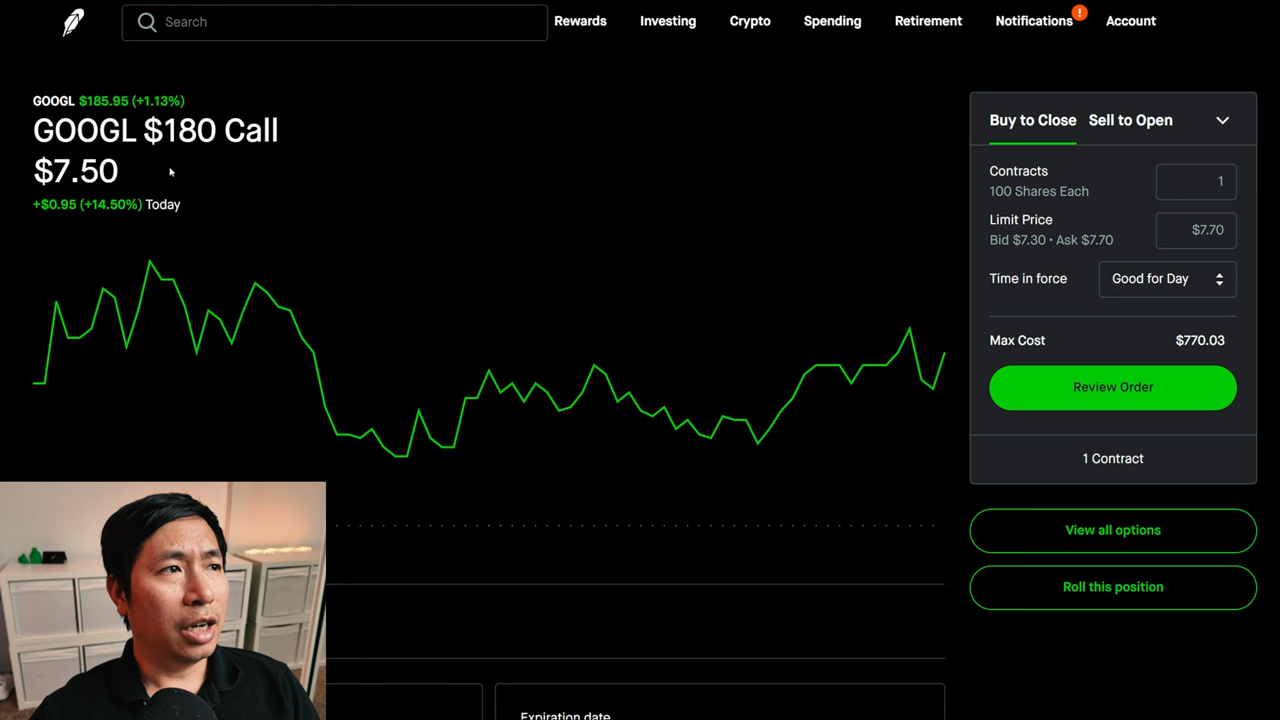 Search
Rewards
Investing
Crypto
Spending
Retirement
Notifications
!
Account
GOOGL $185.95 (+1.13%)
GOOGL $180 Call
$7.50
+$0.95 (+14.50%) Today
Buy to Close
Sell to Open
Contracts
100 Shares Each
1
Limit Price
Bid $7.30 • Ask $7.70
$7.70
Time in force
Good for Day
Max Cost
$770.03
Review Order
1 Contract
View all options
Roll this position
Expiration date